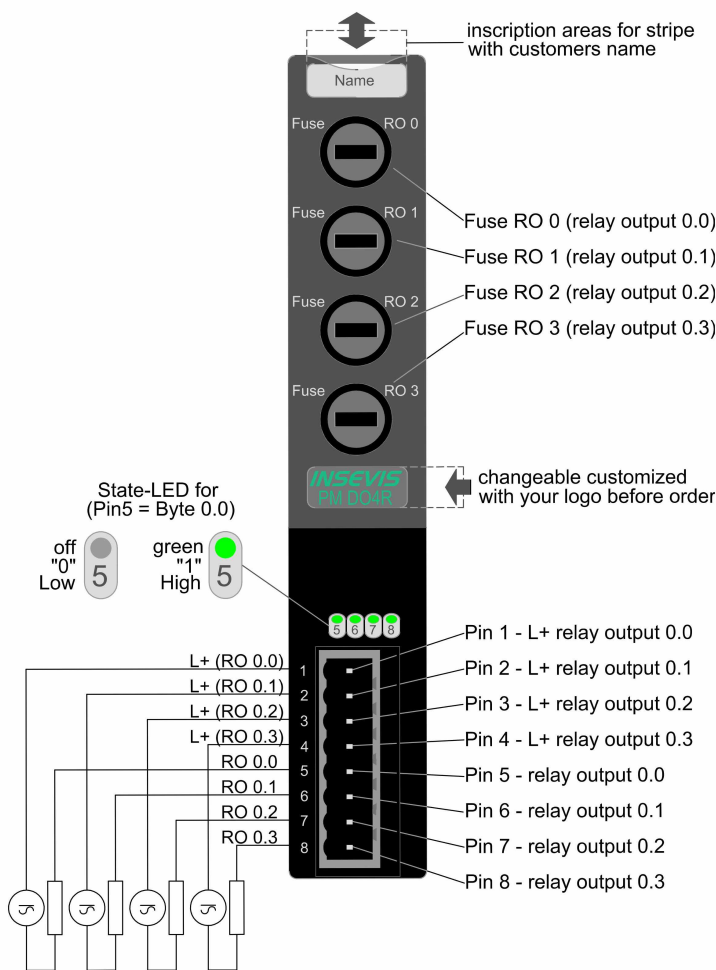 inscription areas for stripe
with customers name
Name
Fuse RO 0
Fuse RO 1
Fuse RO 2
Fuse RO 3
Fuse RO 0 (relay output 0.0)
Fuse RO 1 (relay output 0.1)
Fuse RO 2 (relay output 0.2)
Fuse RO 3 (relay output 0.3)
INSEVIS
PM DO4R
changeable customized
with your logo before order
State-LED for
(Pin5 = Byte 0.0)
off
"0"
Low
5
green
"1"
High
5
5 6 7 8
L+ (RO 0.0) 1
L+ (RO 0.1) 2
L+ (RO 0.2) 3
L+ (RO 0.3) 4
RO 0.0 5
RO 0.1 6
RO 0.2 7
RO 0.3 8
Pin 1 - L+ relay output 0.0
Pin 2 - L+ relay output 0.1
Pin 3 - L+ relay output 0.2
Pin 4 - L+ relay output 0.3
Pin 5 - relay output 0.0
Pin 6 - relay output 0.1
Pin 7 - relay output 0.2
Pin 8 - relay output 0.3